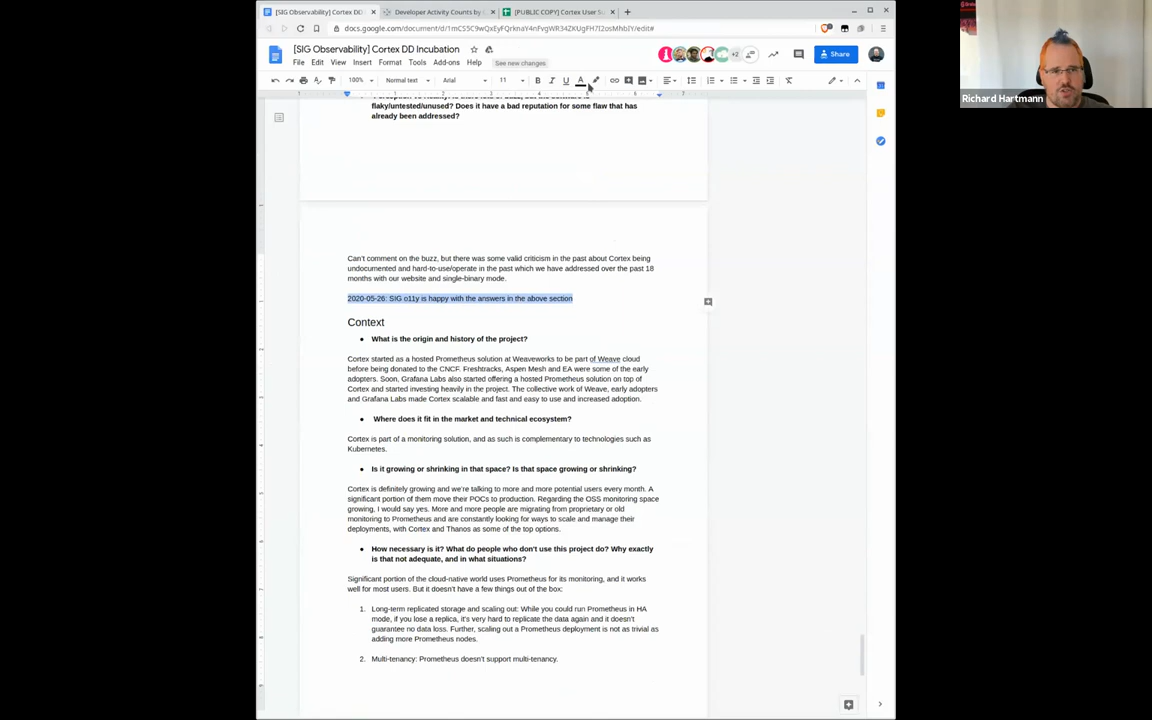 [SIG Observability] Cortex DD
Developer Activity Counts by
[PUBLIC COPY] Cortex User S
docs.google.com/document/d/
[SIG Observability] Cortex DD Incubation
File Edit View Insert Format Tools Add-ons Help
See new changes
+2
Share
100%
Normal text
Arial
11
Richard Hartmann
flaky/untested/unused? Does it have a bad reputation for some flaw that has
already been addressed?
Can't comment on the buzz, but there was some valid criticism in the past about Cortex being
undocumented and hard-to-use/operate in the past which we have addressed over the past 18
months with our website and single-binary mode.
2020-05-26: SIG o11y is happy with the answers in the above section
Context
● What is the origin and history of the project?
Cortex started as a hosted Prometheus solution at Weaveworks to be part of Weave cloud
before being donated to the CNCF. Freshtracks, Aspen Mesh and EA were some of the early
adopters. Soon, Grafana Labs also started offering a hosted Prometheus solution on top of
Cortex and started investing heavily in the project. The collective work of Weave, early adopters
and Grafana Labs made Cortex scalable and fast and easy to use and increased adoption.
● Where does it fit in the market and technical ecosystem?
Cortex is part of a monitoring solution, and as such is complementary to technologies such as
Kubernetes.
● Is it growing or shrinking in that space? Is that space growing or shrinking?
Cortex is definitely growing and we're talking to more and more potential users every month. A
significant portion of them move their POCs to production. Regarding the OSS monitoring space
growing, I would say yes. More and more people are migrating from proprietary or old
monitoring to Prometheus and are constantly looking for ways to scale and manage their
deployments, with Cortex and Thanos as some of the top options.
● How necessary is it? What do people who don't use this project do? Why exactly
is that not adequate, and in what situations?
Significant portion of the cloud-native world uses Prometheus for its monitoring, and it works
well for most users. But it doesn't have a few things out of the box:
1. Long-term replicated storage and scaling out: While you could run Prometheus in HA
mode, if you lose a replica, it's very hard to replicate the data again and it doesn't
guarantee no data loss. Further, scaling out a Prometheus deployment is not as trivial as
adding more Prometheus nodes.
2. Multi-tenancy: Prometheus doesn't support multi-tenancy.